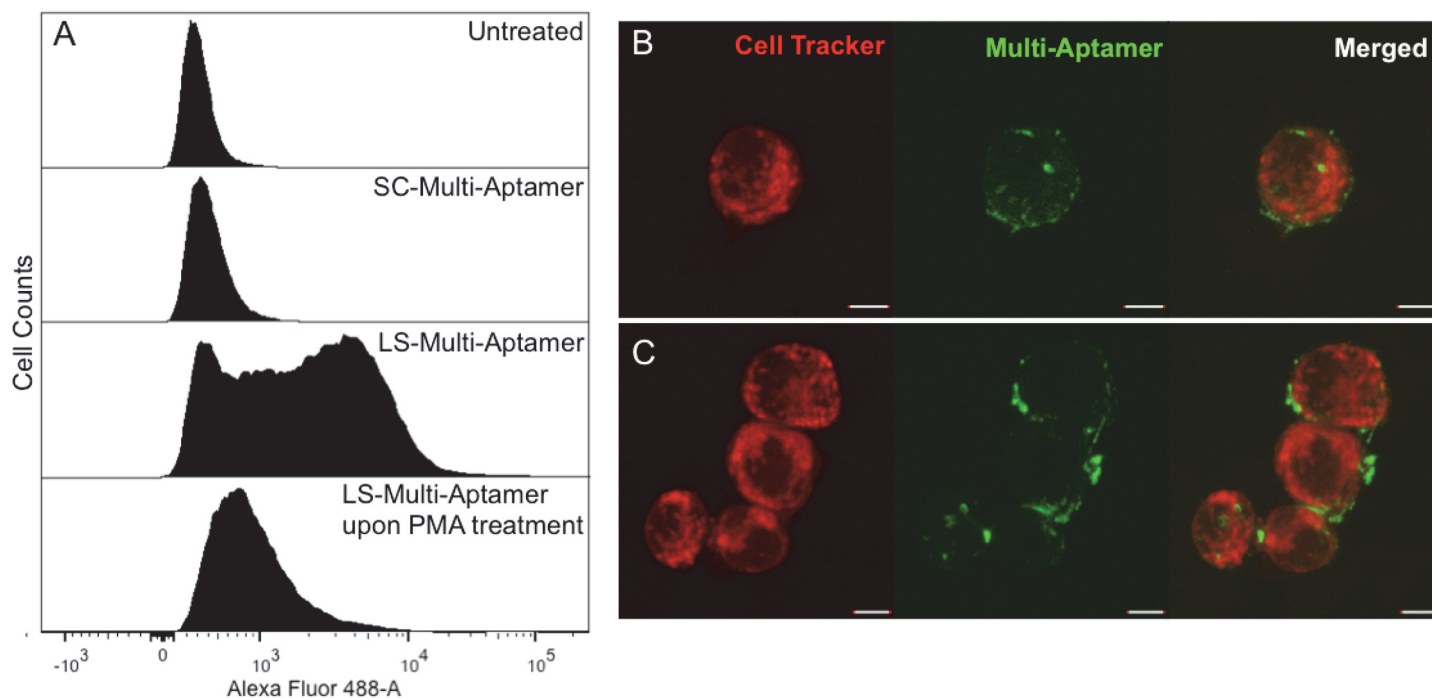 A
Untreated
SC-Multi-Aptamer
LS-Multi-Aptamer
LS-Multi-Aptamer
upon PMA treatment
Cell Counts
-10³ 0 10³ 10⁴ 10⁵
Alexa Fluor 488-A
B
Cell Tracker
Multi-Aptamer
Merged
C